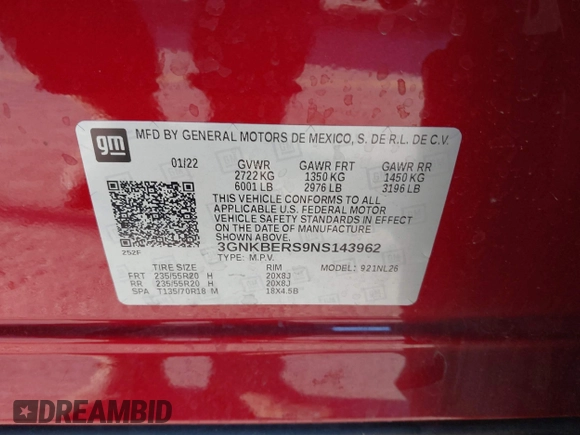 gm MFD BY GENERAL MOTORS DE MEXICO, S. DE R.L. DE C.V.
01/22 GVWR GAWR FRT GAWR RR
2722 KG 1350 KG 1450 KG
6001 LB 2976 LB 3196 LB
THIS VEHICLE CONFORMS TO ALL
APPLICABLE U.S. FEDERAL MOTOR
VEHICLE SAFETY STANDARDS IN EFFECT
ON THE DATE OF MANUFACTURE
SHOWN ABOVE.
3GNKBERS9NS143962
252F TYPE: M.P.V.
TIRE SIZE RIM MODEL: 921NL26
FRT 235/55R20 H 20X8J
RR 235/55R20 H 20X8J
SPA T135/70R18 M 18X4.5B
DREAMBID